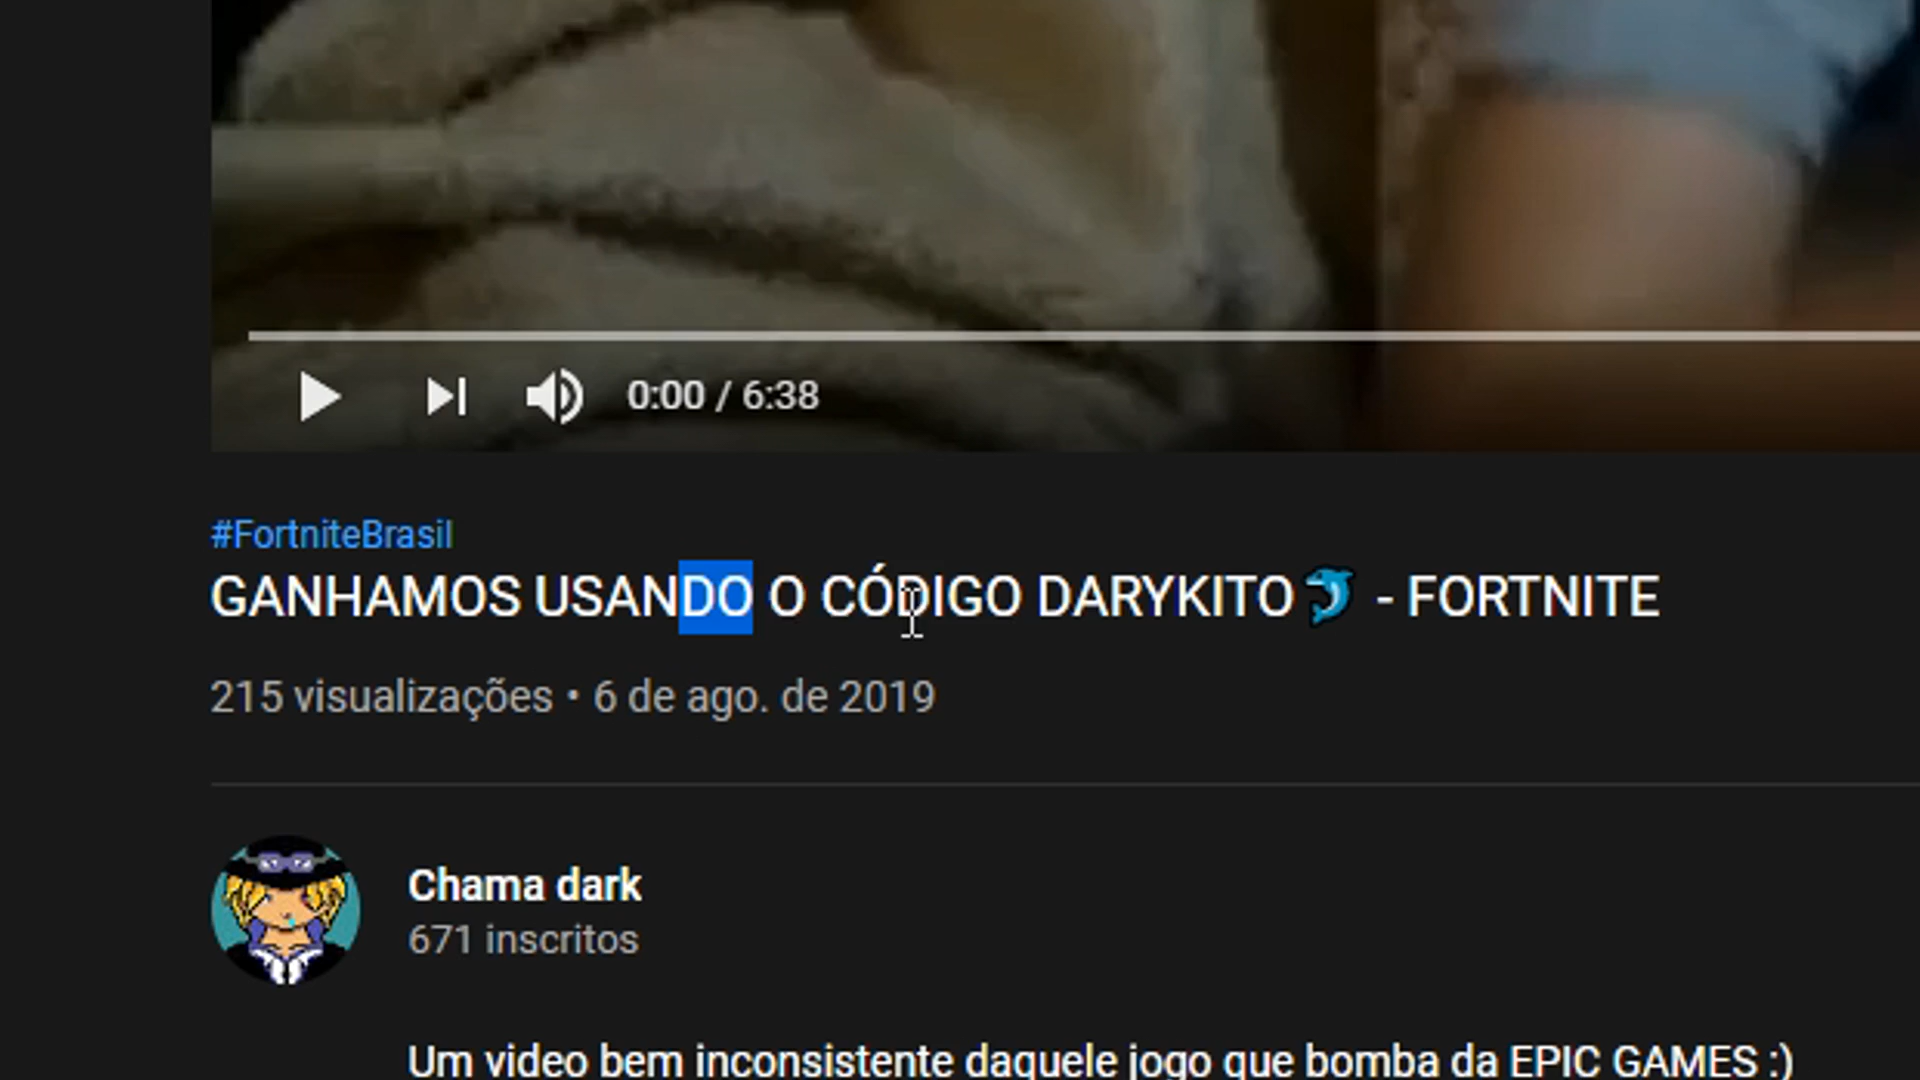 0:00 / 6:38
#FortniteBrasil
GANHAMOS USANDO O CÓDIGO DARYKITO🐬 - FORTNITE
215 visualizações • 6 de ago. de 2019
Chama dark
671 inscritos
Um video bem inconsistente daquele jogo que bomba da EPIC GAMES :)